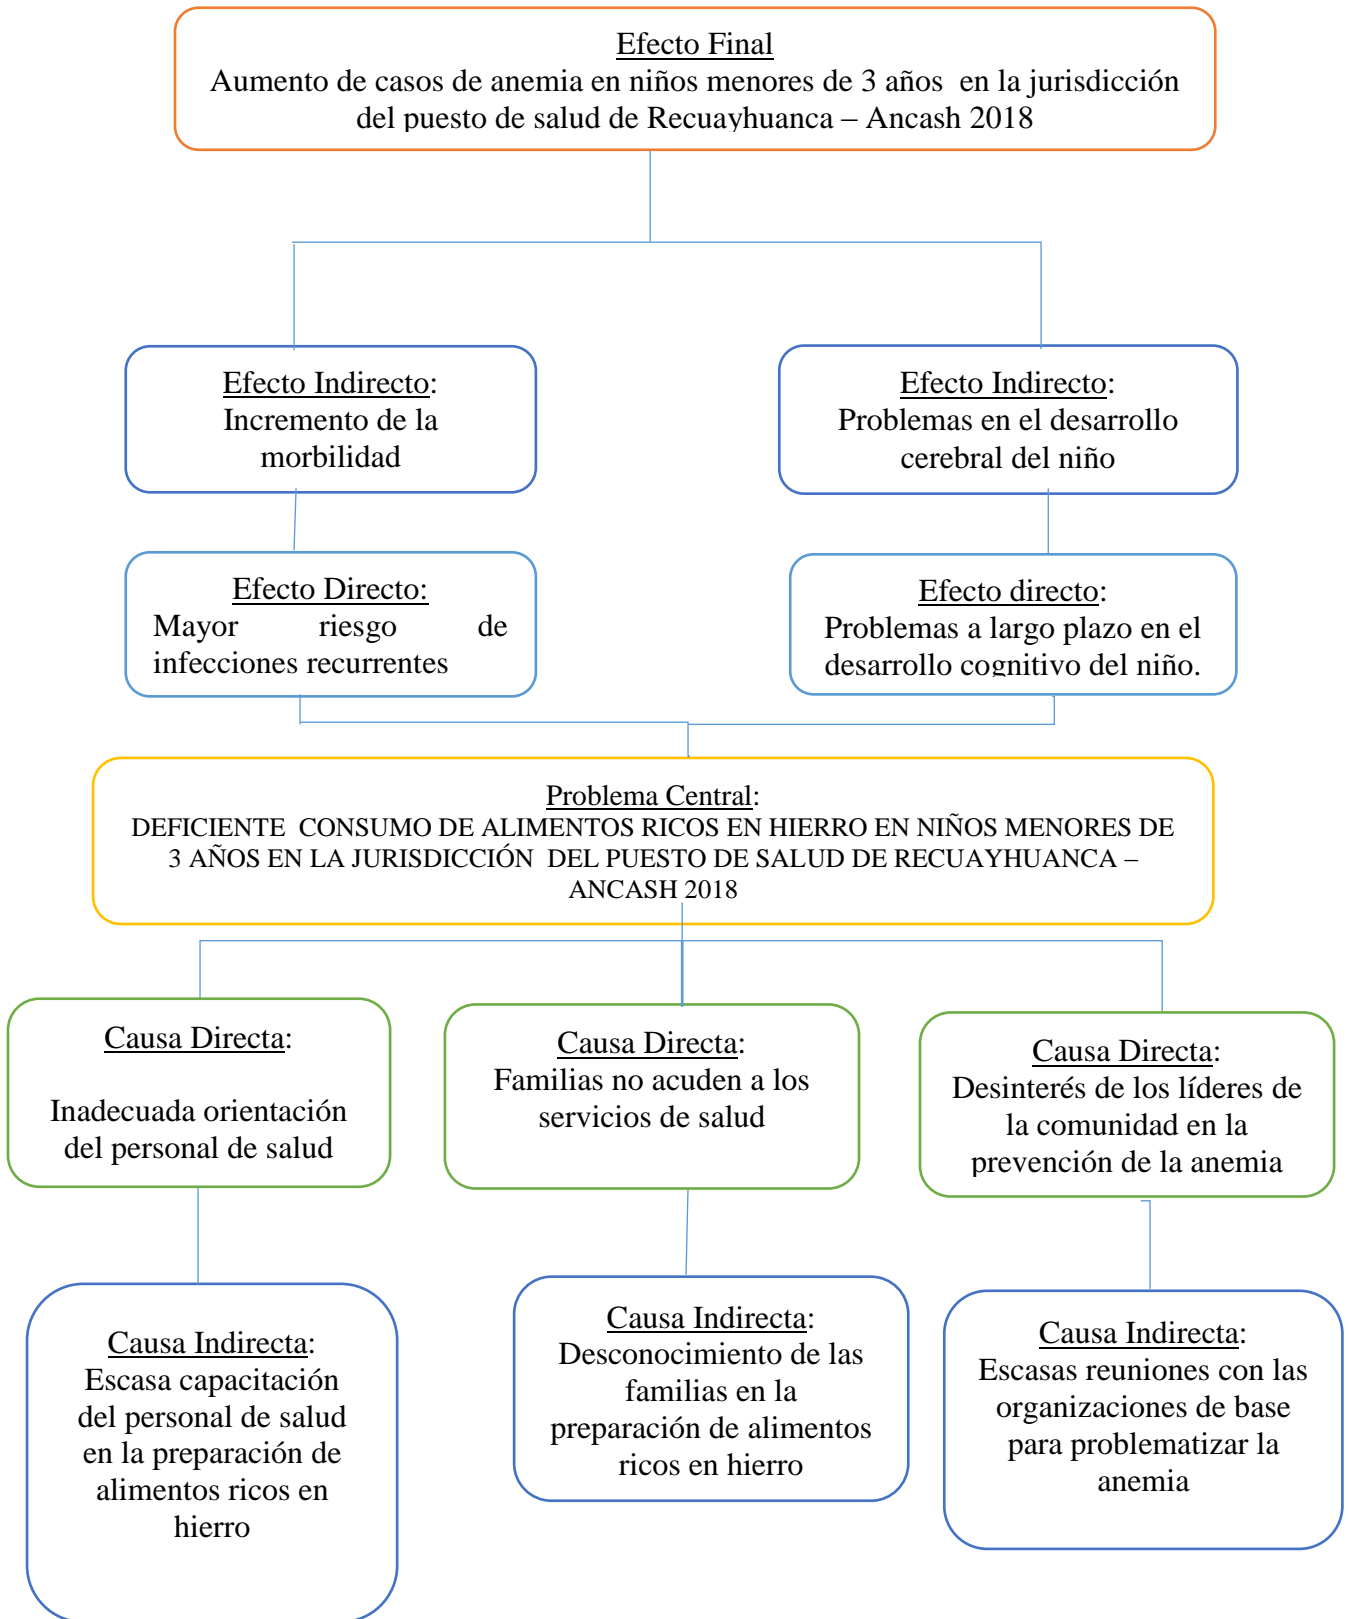 Efecto Final
Aumento de casos de anemia en niños menores de 3 años en la jurisdicción
del puesto de salud de Recuayhuanca – Ancash 2018
Efecto Indirecto:
Incremento de la
morbilidad
Efecto Indirecto:
Problemas en el desarrollo
cerebral del niño
Efecto Directo:
Mayor riesgo de
infecciones recurrentes
Efecto directo:
Problemas a largo plazo en el
desarrollo cognitivo del niño.
Problema Central:
DEFICIENTE CONSUMO DE ALIMENTOS RICOS EN HIERRO EN NIÑOS MENORES DE
3 AÑOS EN LA JURISDICCIÓN DEL PUESTO DE SALUD DE RECUAYHUANCA –
ANCASH 2018
Causa Directa:
Inadecuada orientación
del personal de salud
Causa Directa:
Familias no acuden a los
servicios de salud
Causa Directa:
Desinterés de los líderes de
la comunidad en la
prevención de la anemia
Causa Indirecta:
Escasa capacitación
del personal de salud
en la preparación de
alimentos ricos en
hierro
Causa Indirecta:
Desconocimiento de las
familias en la
preparación de alimentos
ricos en hierro
Causa Indirecta:
Escasas reuniones con las
organizaciones de base
para problematizar la
anemia